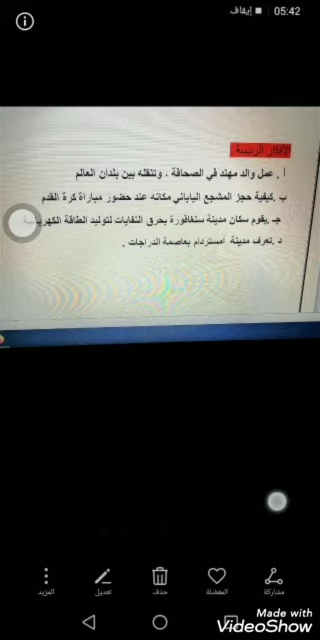 05:42
إيقاف
الأفكار الرئيسة
أ . عمل والد مهند في الصحافة ، وتنقله بين بلدان العالم
ب .كيفية حجز المشجع الياباني مكانه عند حضور مباراة كرة القدم
جـ .يقوم سكان مدينة سنغافورة بحرق النفايات لتوليد الطاقة الكهربائية
د .تعرف مدينة أمستردام بعاصمة الدراجات .
مشاركة
المفضلة
حذف
تعديل
المزيد
Made with
VideoShow